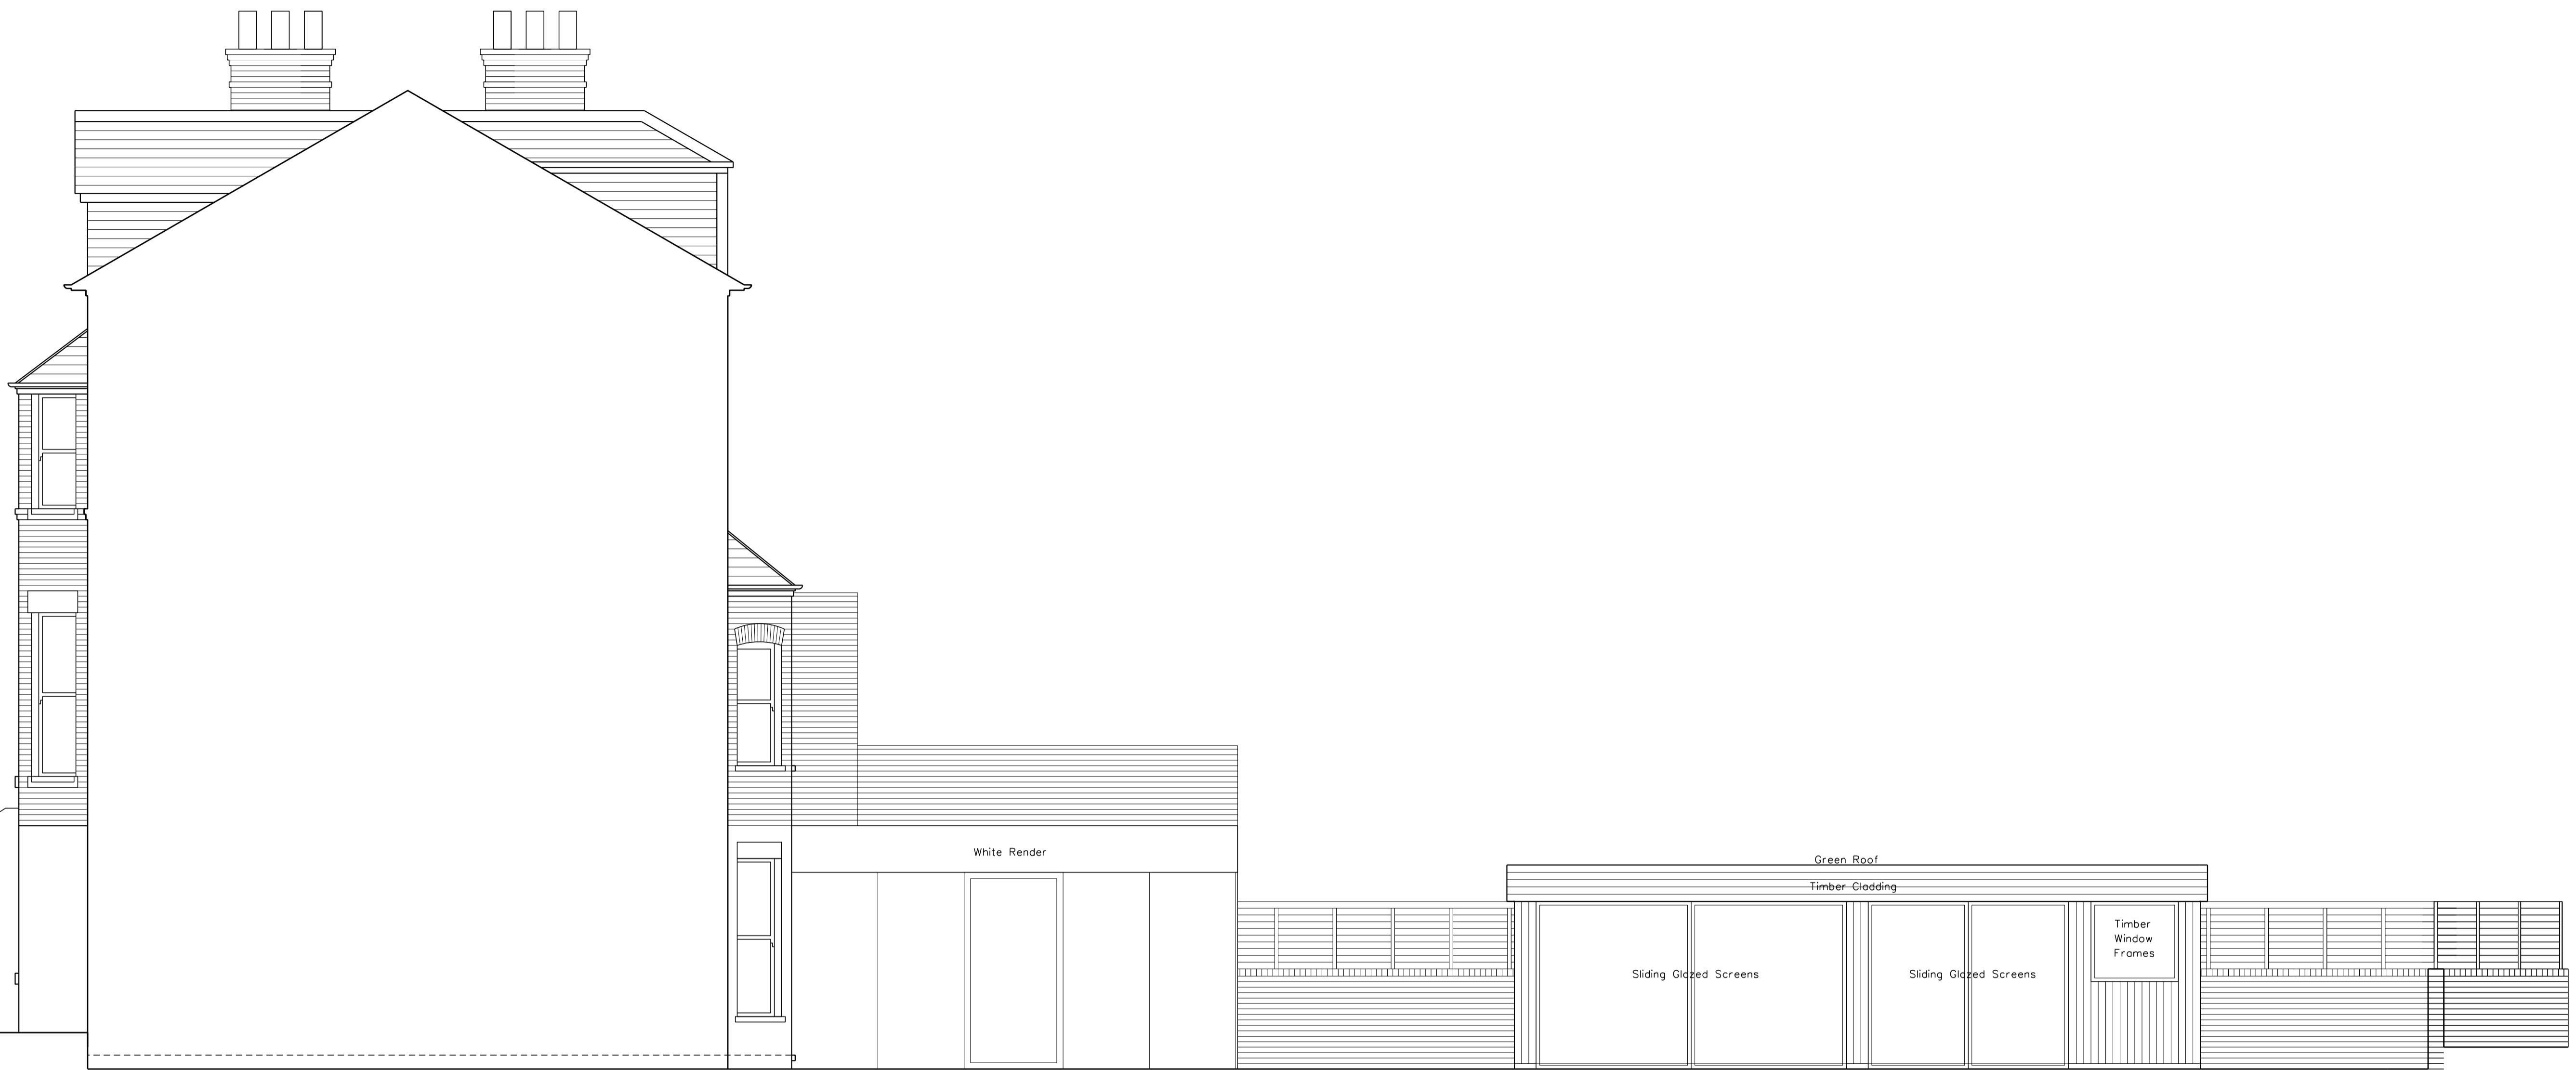 White Render
Green Roof
Timber Cladding
Timber
Window
Frames
Sliding Glazed Screens
Sliding Glazed Screens